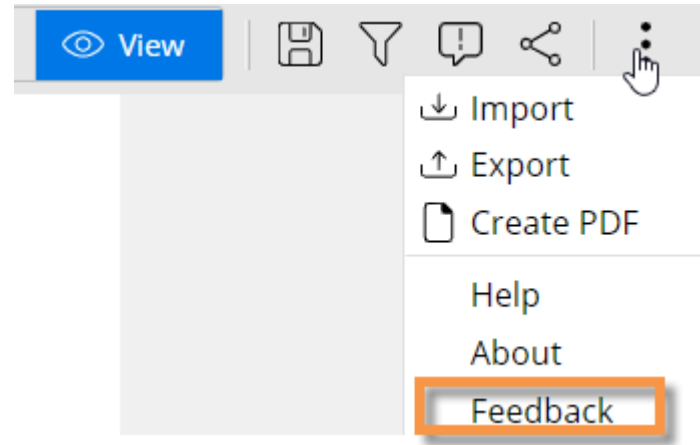 View
Import
Export
Create PDF
Help
About
Feedback